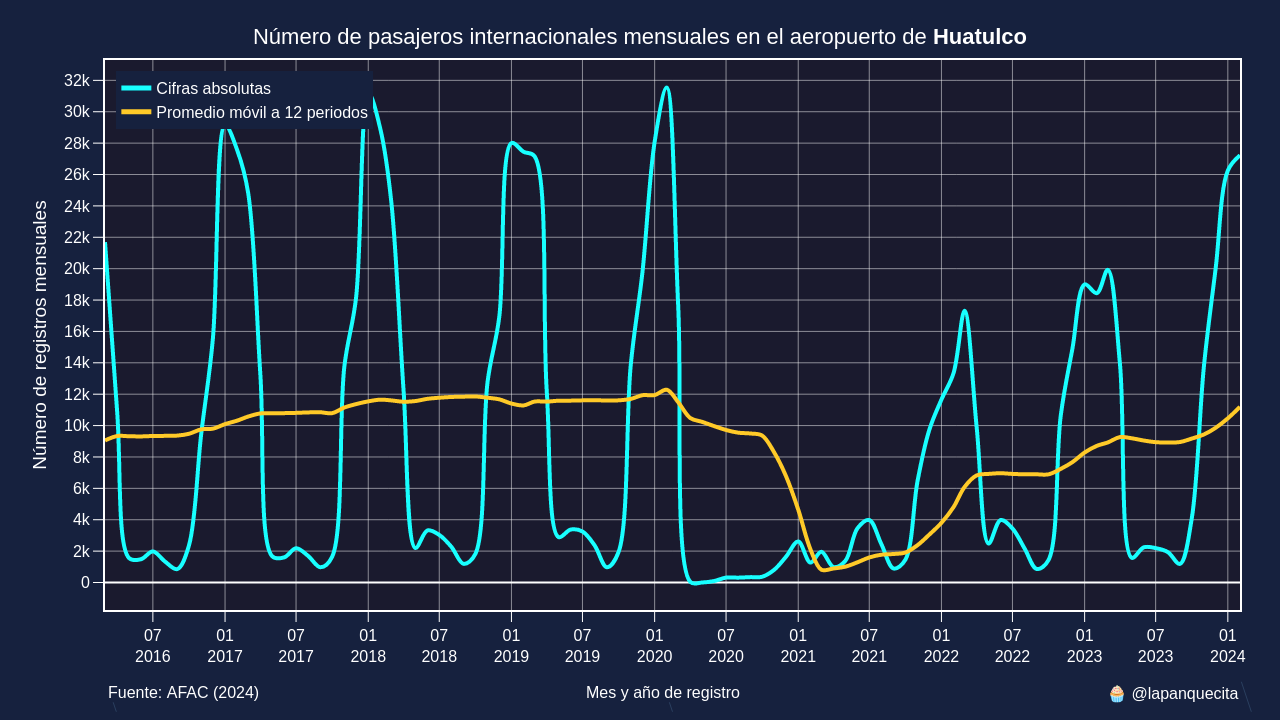 Número de pasajeros internacionales mensuales en el aeropuerto de Huatulco
Cifras absolutas
Promedio móvil a 12 periodos
Número de registros mensuales
32k
30k
28k
26k
24k
22k
20k
18k
16k
14k
12k
10k
8k
6k
4k
2k
0
07 01 07 01 07 01 07 01 07 01 07 01 07 01 07 01
2016 2017 2017 2018 2018 2019 2019 2020 2020 2021 2021 2022 2022 2023 2023 2024
Fuente: AFAC (2024)
Mes y año de registro
🧁 @lapanquecita